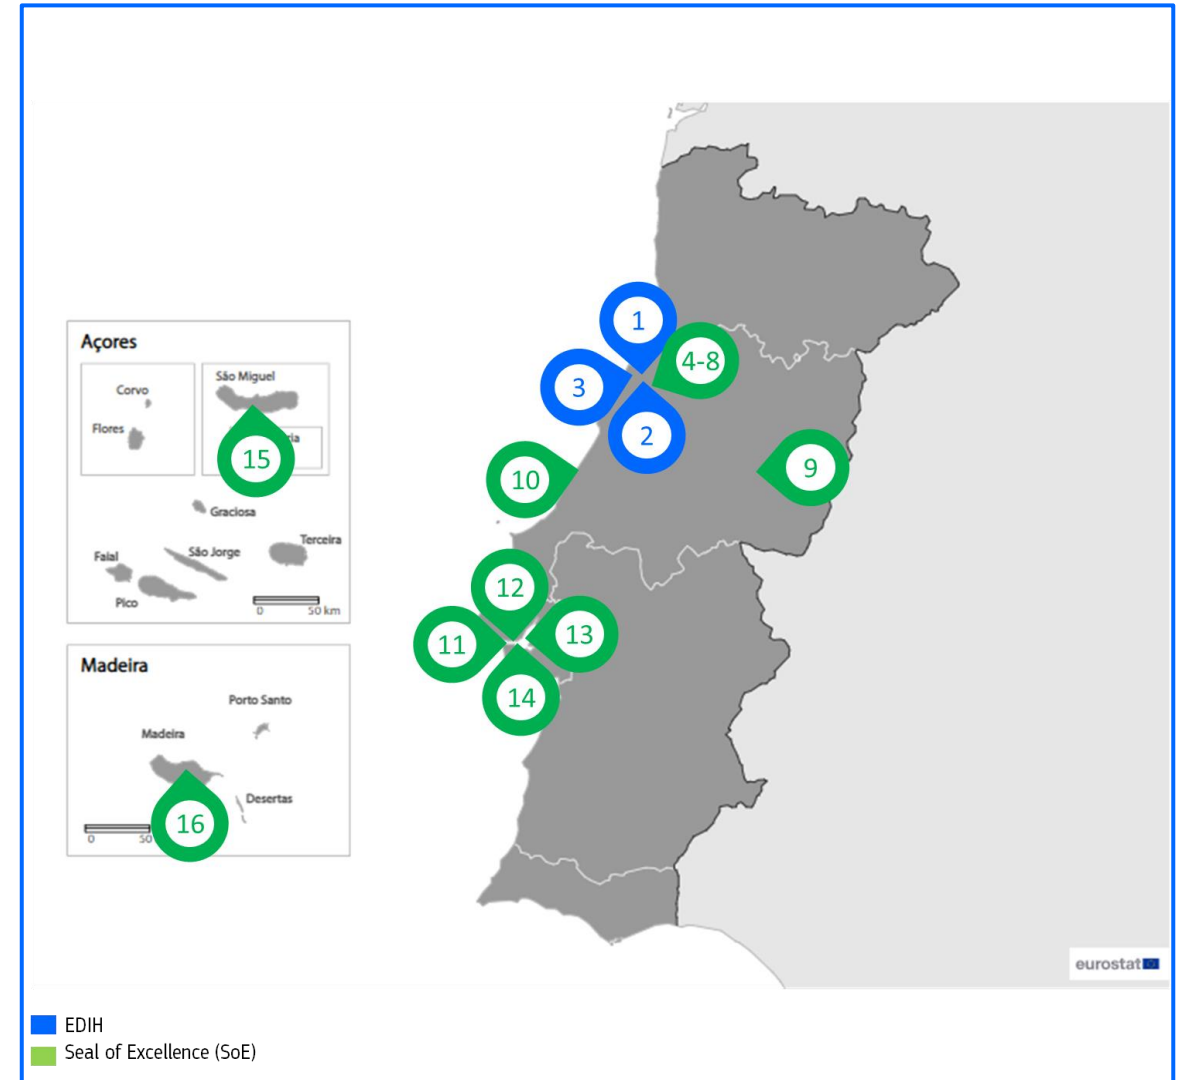 1
4-8
3
2
9
10
12
11
13
14
Açores
Corvo
Flores
São Miguel
15
Graciosa
São Jorge
Terceira
Faial
Pico
0 50 km
Madeira
Porto Santo
Madeira
Desertas
16
0 50
eurostat
EDIH
Seal of Excellence (SoE)